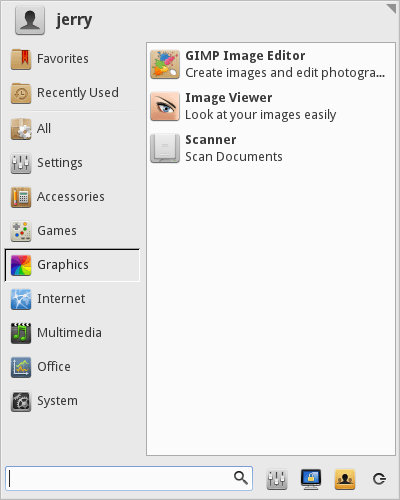 jerry
Favorites
Recently Used
All
Settings
Accessories
Games
Graphics
Internet
Multimedia
Office
System
GIMP Image Editor
Create images and edit photogra...
Image Viewer
Look at your images easily
Scanner
Scan Documents